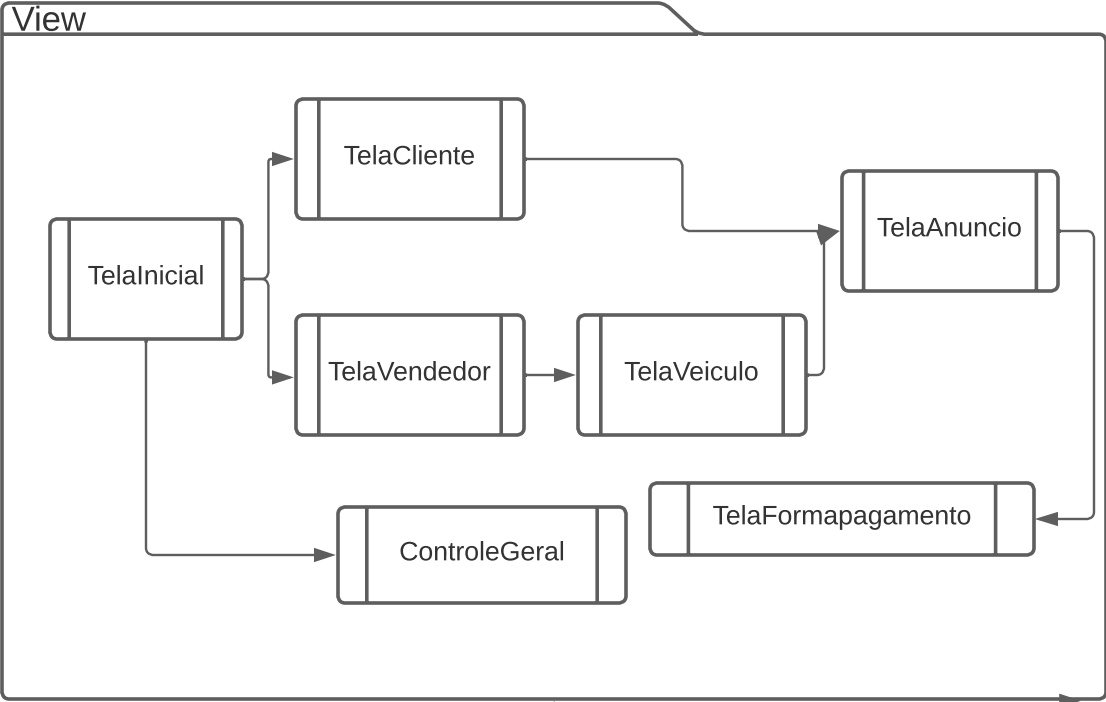 View
TelaCliente
TelaAnuncio
TelaInicial
TelaVendedor
TelaVeiculo
TelaFormapagamento
ControleGeral